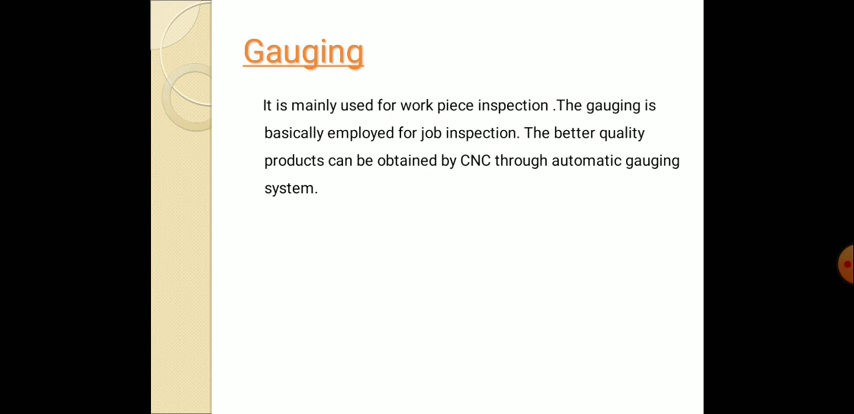 Gauging
It is mainly used for work piece inspection .The gauging is
basically employed for job inspection. The better quality
products can be obtained by CNC through automatic gauging
system.